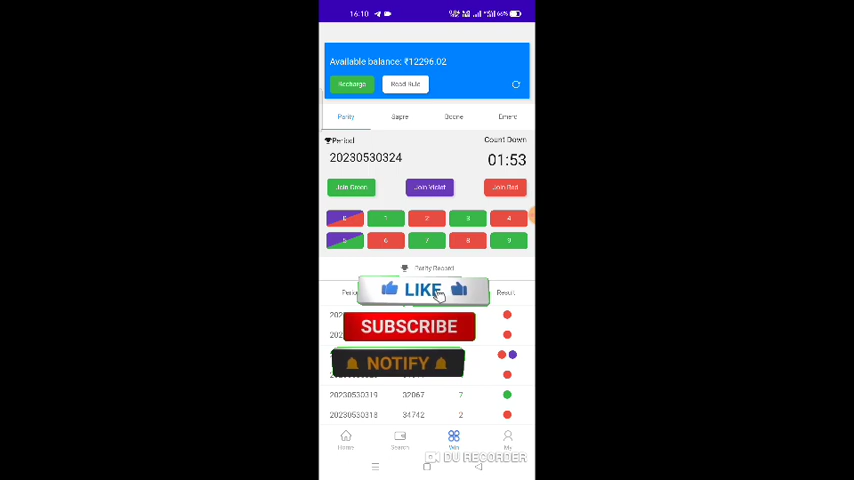 16:10
66%
Available balance: ₹12296.02
Recharge
Read Rule
Parity
Sapre
Bcone
Emerd
Period
Count Down
20230530324
01:53
Join Green
Join Violet
Join Red
0 1 2 3 4
5 6 7 8 9
Parity Record
Result
LIKE
SUBSCRIBE
NOTIFY
20230530319 32067 7
20230530318 34742 2
Home
Search
Win
My
DU RECORDER